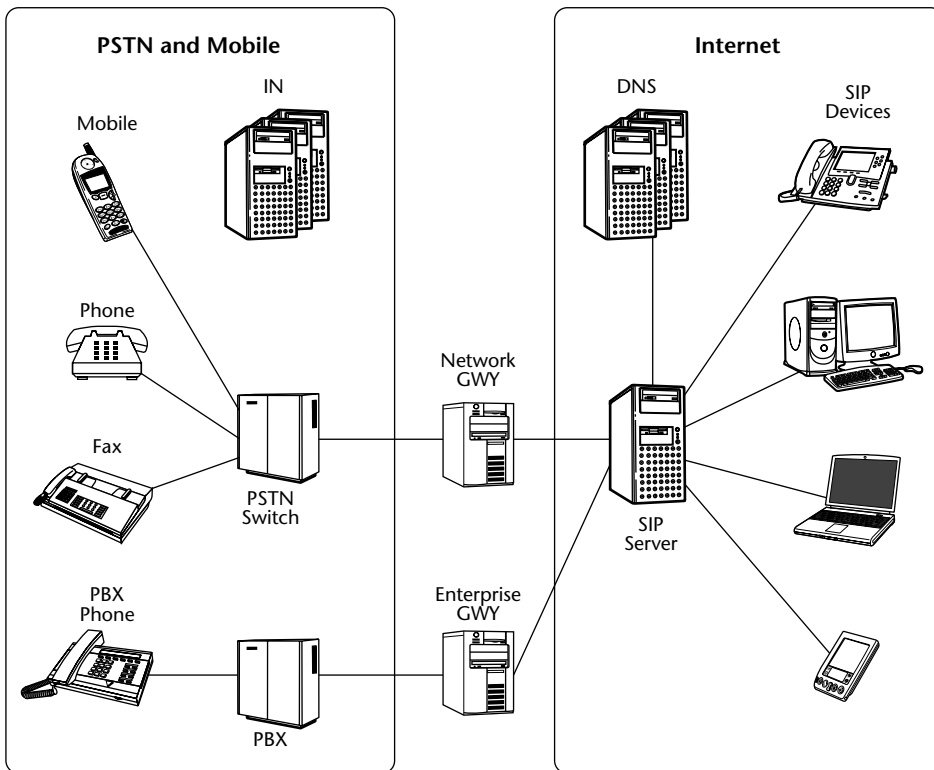 PSTN and Mobile
Internet
IN
DNS
SIP
Devices
Mobile
Phone
Network
GWY
Fax
PSTN
Switch
SIP
Server
PBX
Phone
Enterprise
GWY
PBX